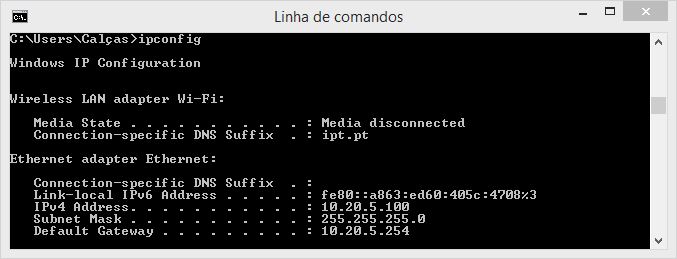 Linha de comandos
C:\Users\Calças>ipconfig
Windows IP Configuration
Wireless LAN adapter Wi-Fi:
Media State . . . . . . . . . . . : Media disconnected
Connection-specific DNS Suffix  . : ipt.pt
Ethernet adapter Ethernet:
Connection-specific DNS Suffix  . :
Link-local IPv6 Address . . . . . : fe80::a863:ed60:405c:4708%3
IPv4 Address. . . . . . . . . . . : 10.20.5.100
Subnet Mask . . . . . . . . . . . : 255.255.255.0
Default Gateway . . . . . . . . . : 10.20.5.254